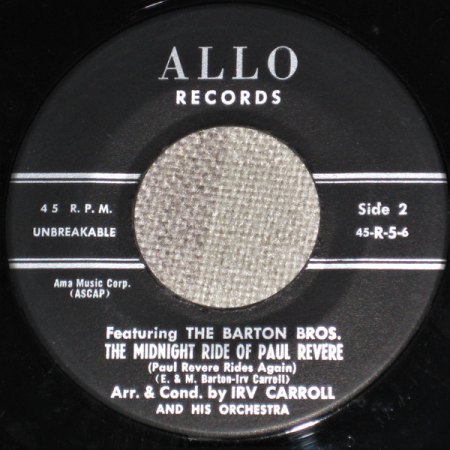 ALLO
RECORDS
45 R.P.M.
UNBREAKABLE
Side 2
45-R-5-6
Ama Music Corp.
(ASCAP)
Featuring THE BARTON BROS.
THE MIDNIGHT RIDE OF PAUL REVERE
(Paul Revere Rides Again)
(E. & M. Barton-Irv Carroll)
Arr. & Cond. by IRV CARROLL
AND HIS ORCHESTRA